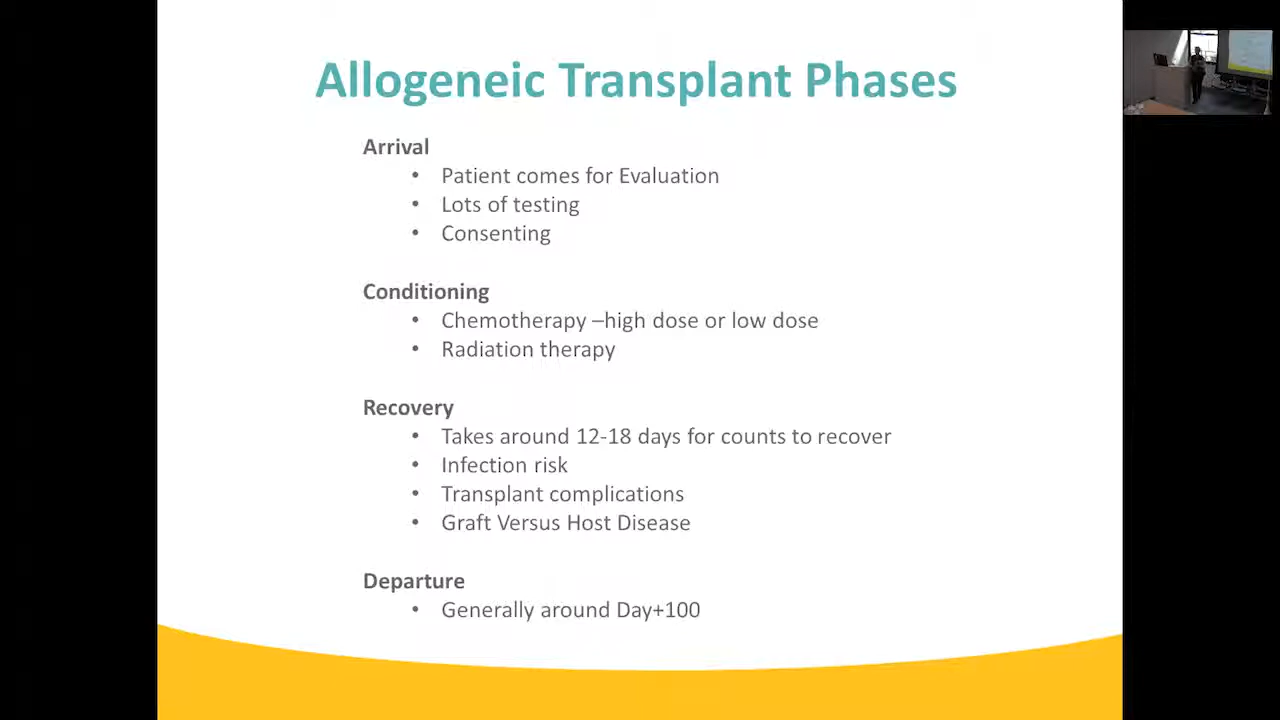 Allogeneic Transplant Phases
Arrival
• Patient comes for Evaluation
• Lots of testing
• Consenting
Conditioning
• Chemotherapy –high dose or low dose
• Radiation therapy
Recovery
• Takes around 12-18 days for counts to recover
• Infection risk
• Transplant complications
• Graft Versus Host Disease
Departure
• Generally around Day+100